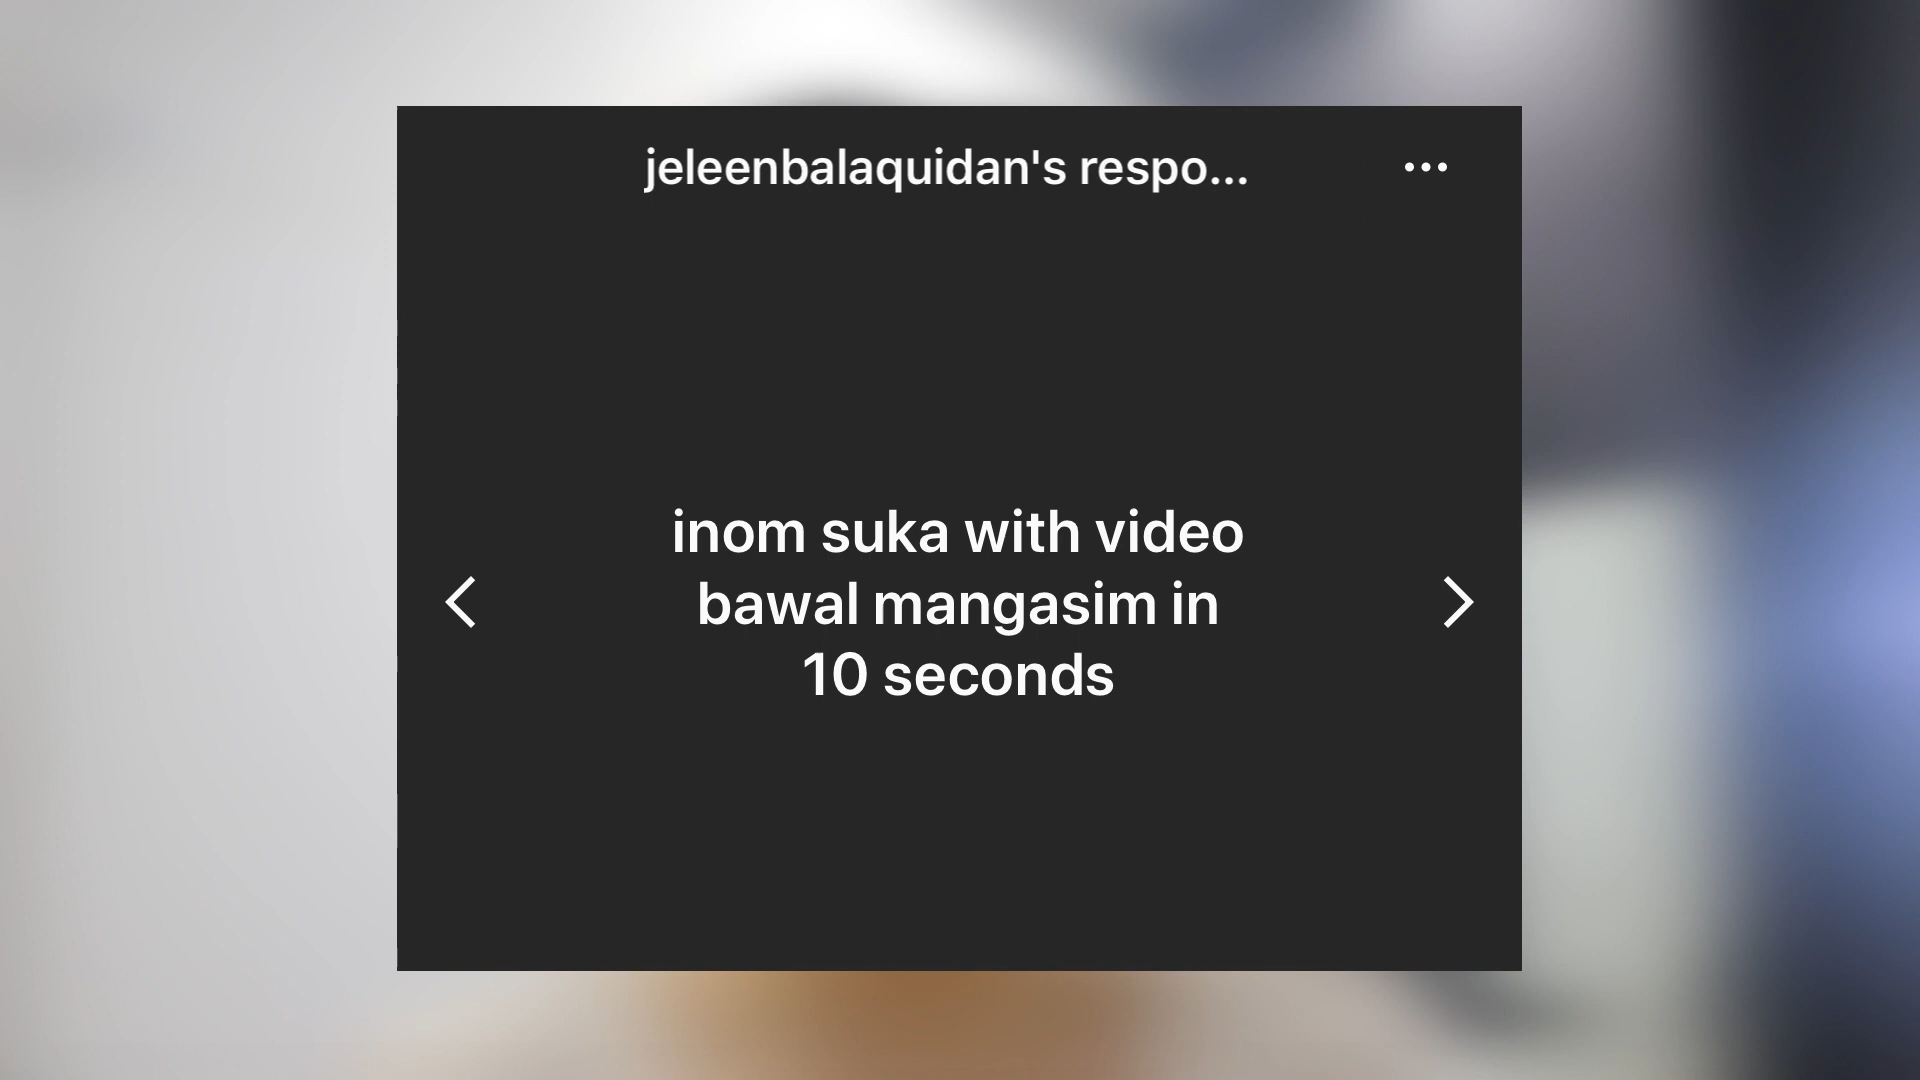 jeleenbalaquidan's respo...
inom suka with video
bawal mangasim in
10 seconds